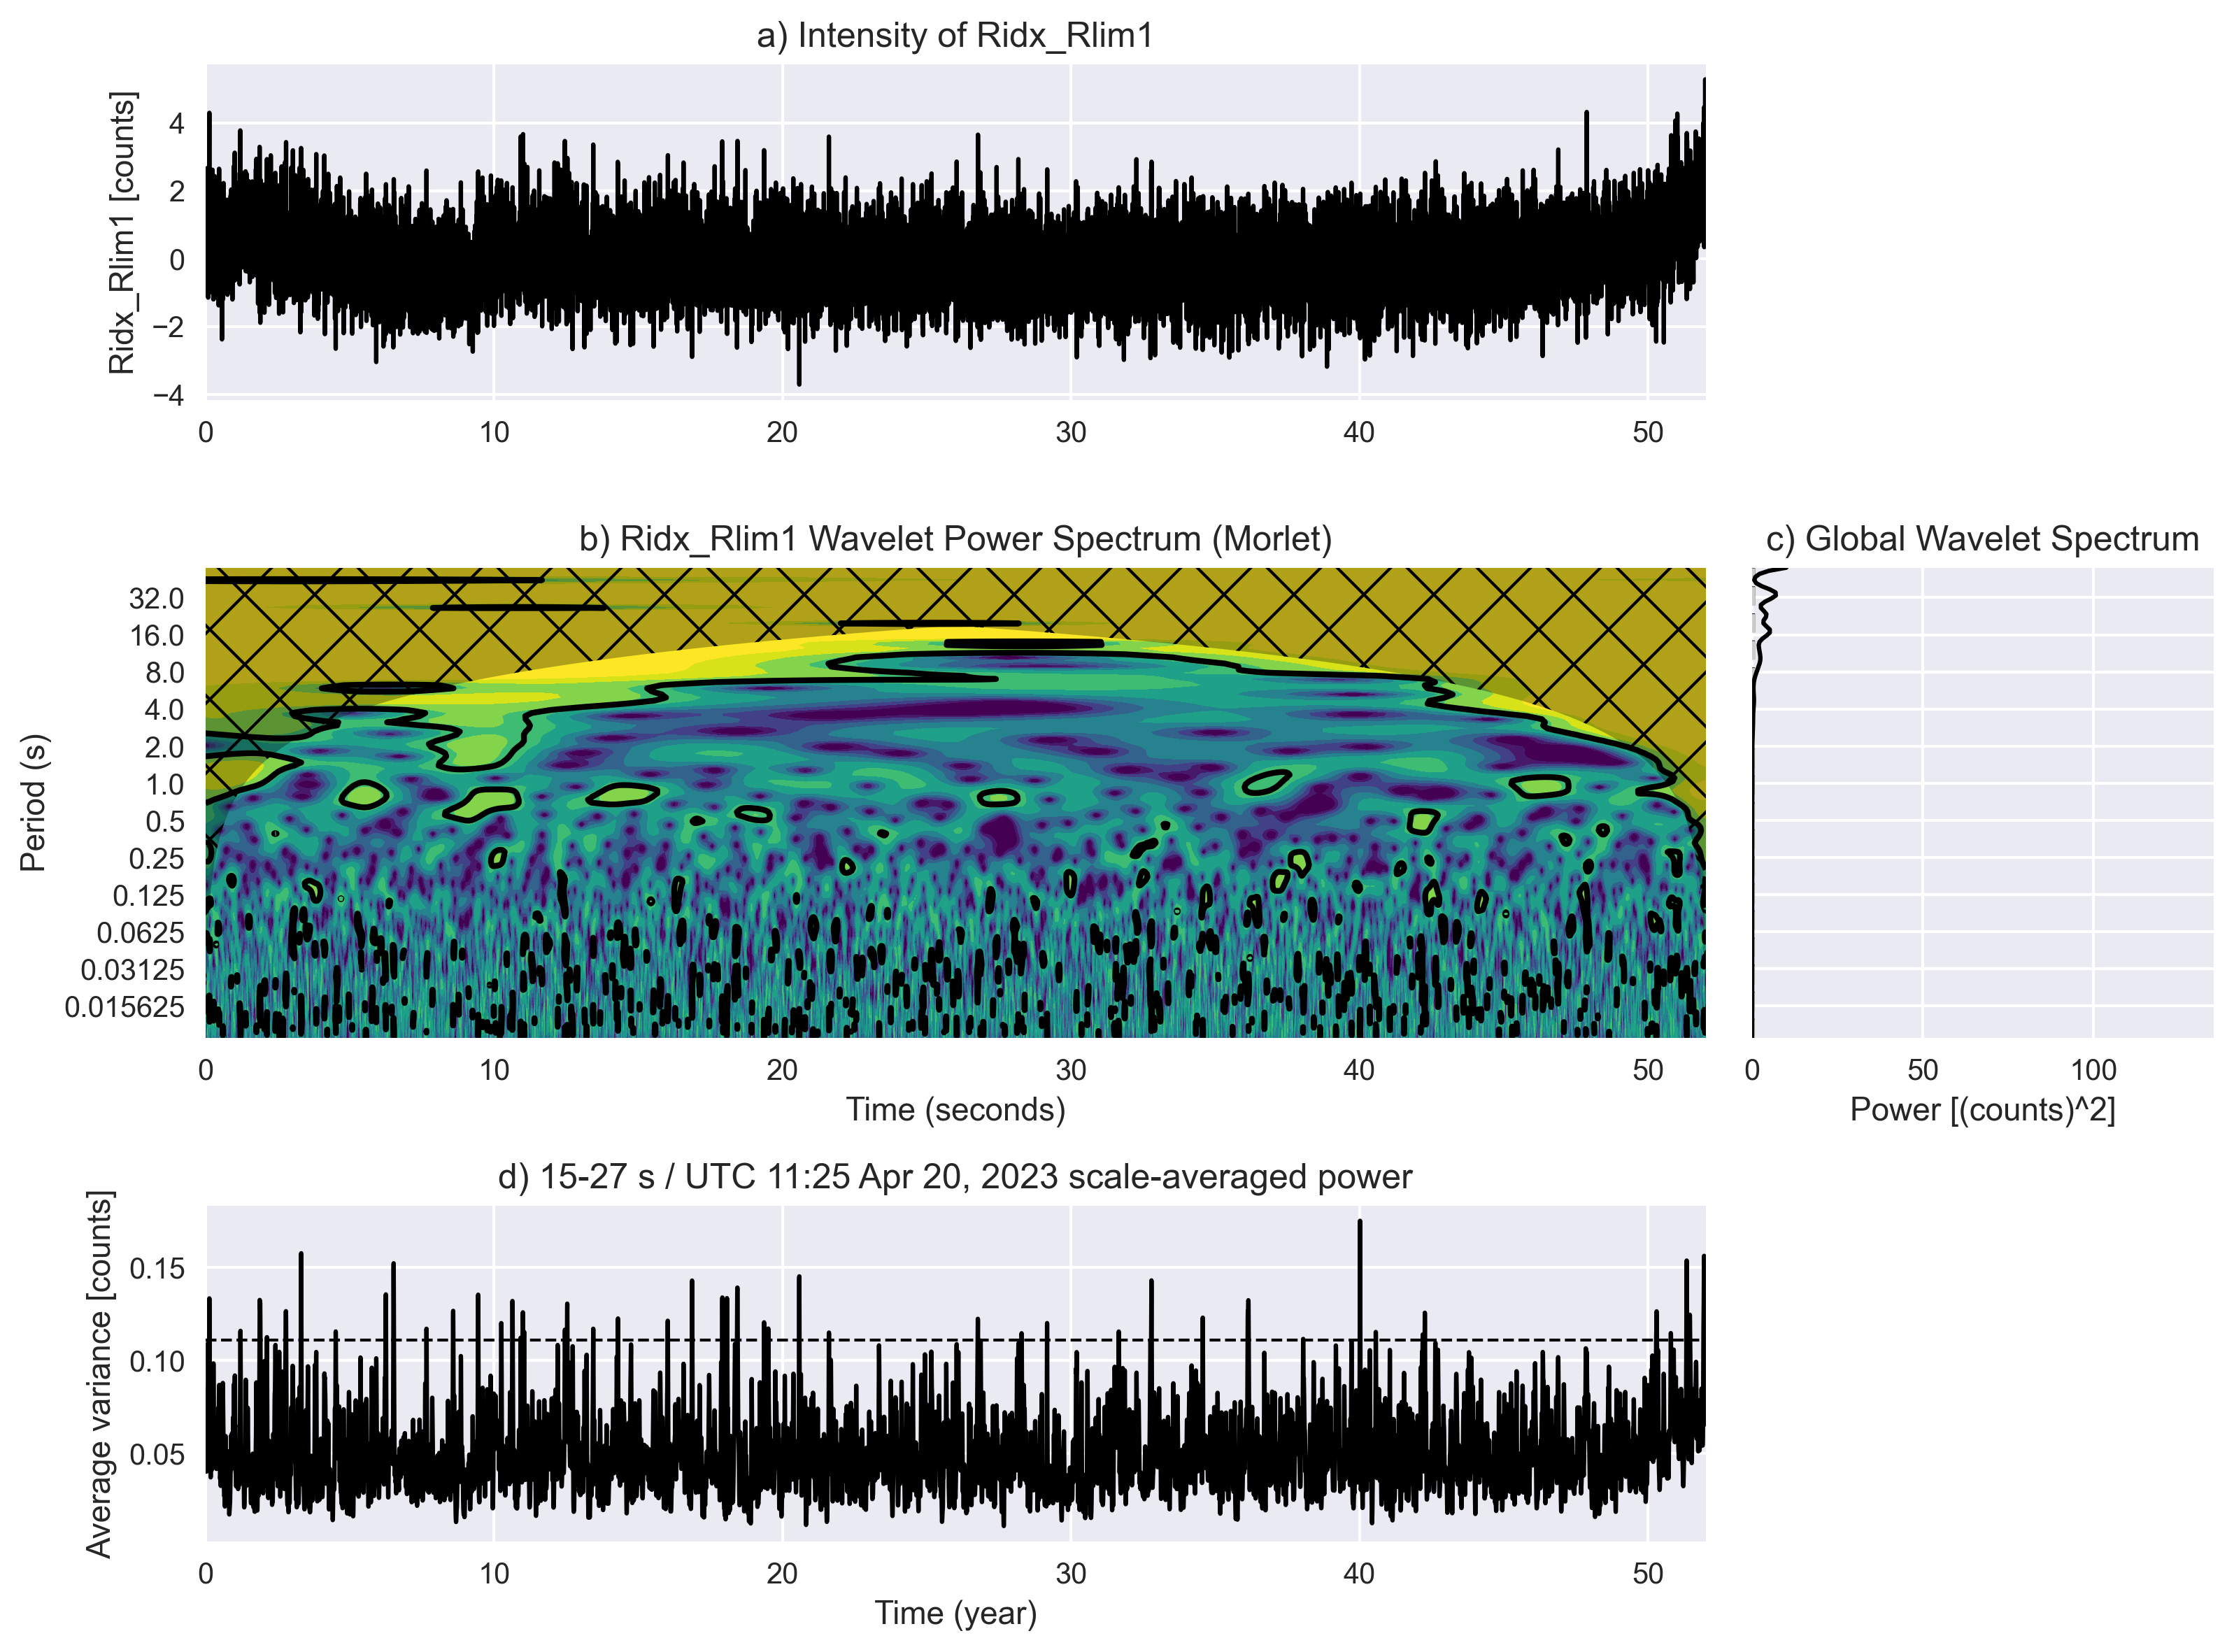 a) Intensity of Ridx_Rlim1
Ridx_Rlim1 [counts]
4
2
0
−2
−4
0 10 20 30 40 50
b) Ridx_Rlim1 Wavelet Power Spectrum (Morlet)
Period (s)
32.0
16.0
8.0
4.0
2.0
1.0
0.5
0.25
0.125
0.0625
0.03125
0.015625
0 10 20 30 40 50
Time (seconds)
c) Global Wavelet Spectrum
0 50 100
Power [(counts)^2]
d) 15-27 s / UTC 11:25 Apr 20, 2023 scale-averaged power
Average variance [counts]
0.15
0.10
0.05
0 10 20 30 40 50
Time (year)